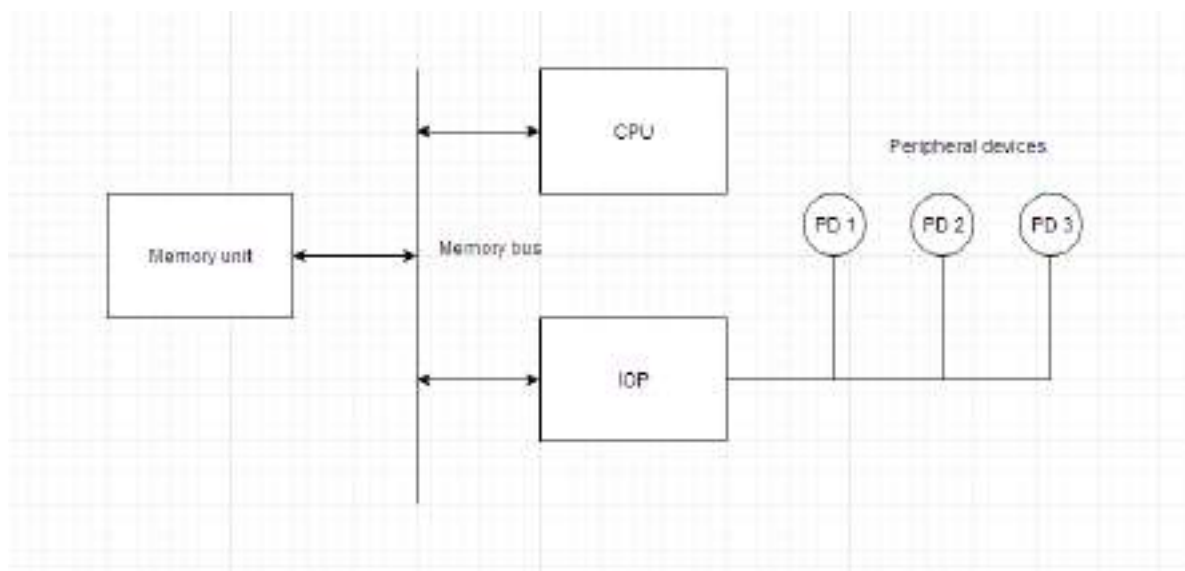 CPU
Peripheral devices
PD 1
PD 2
PD 3
Memory unit
Memory bus
IOP